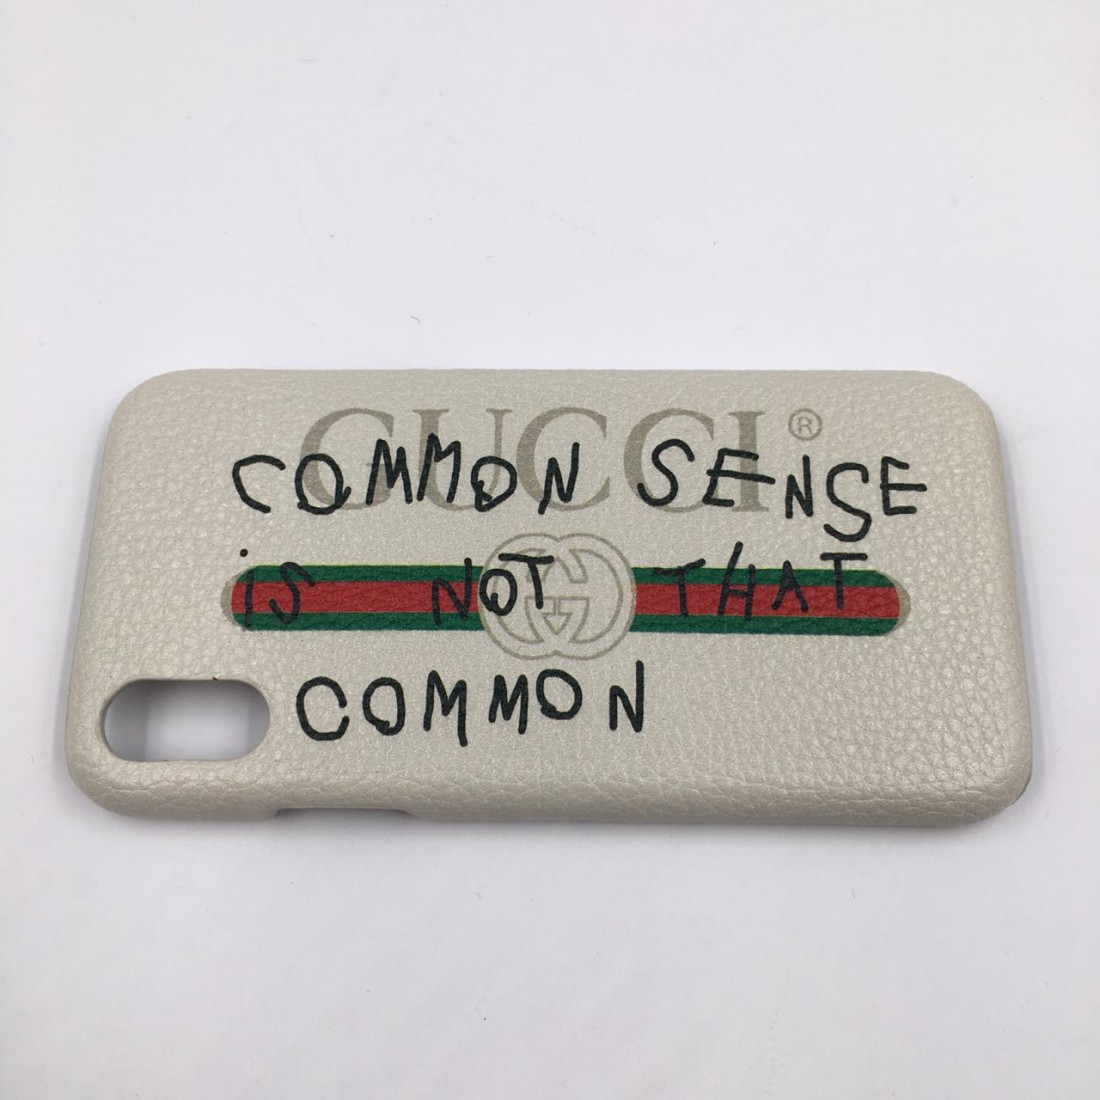 GUCCI®
COMMON SENSE
iS NOT THAT
COMMON